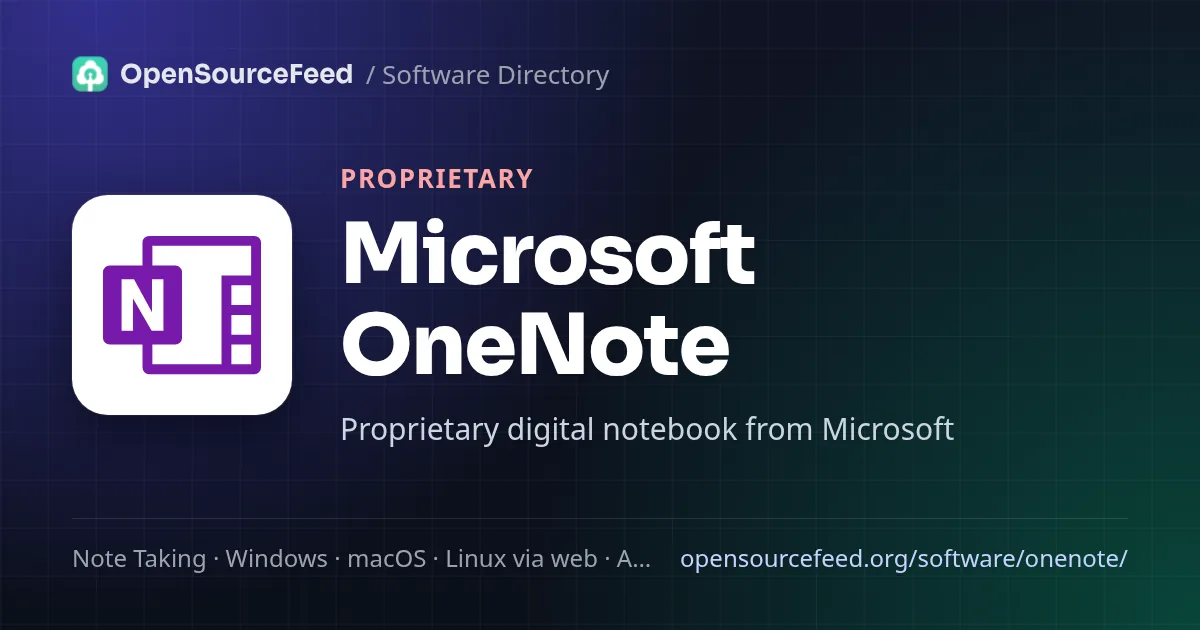 OpenSourceFeed / Software Directory
PROPRIETARY
N
Microsoft
OneNote
Proprietary digital notebook from Microsoft
Note Taking · Windows · macOS · Linux via web · A... opensourcefeed.org/software/onenote/